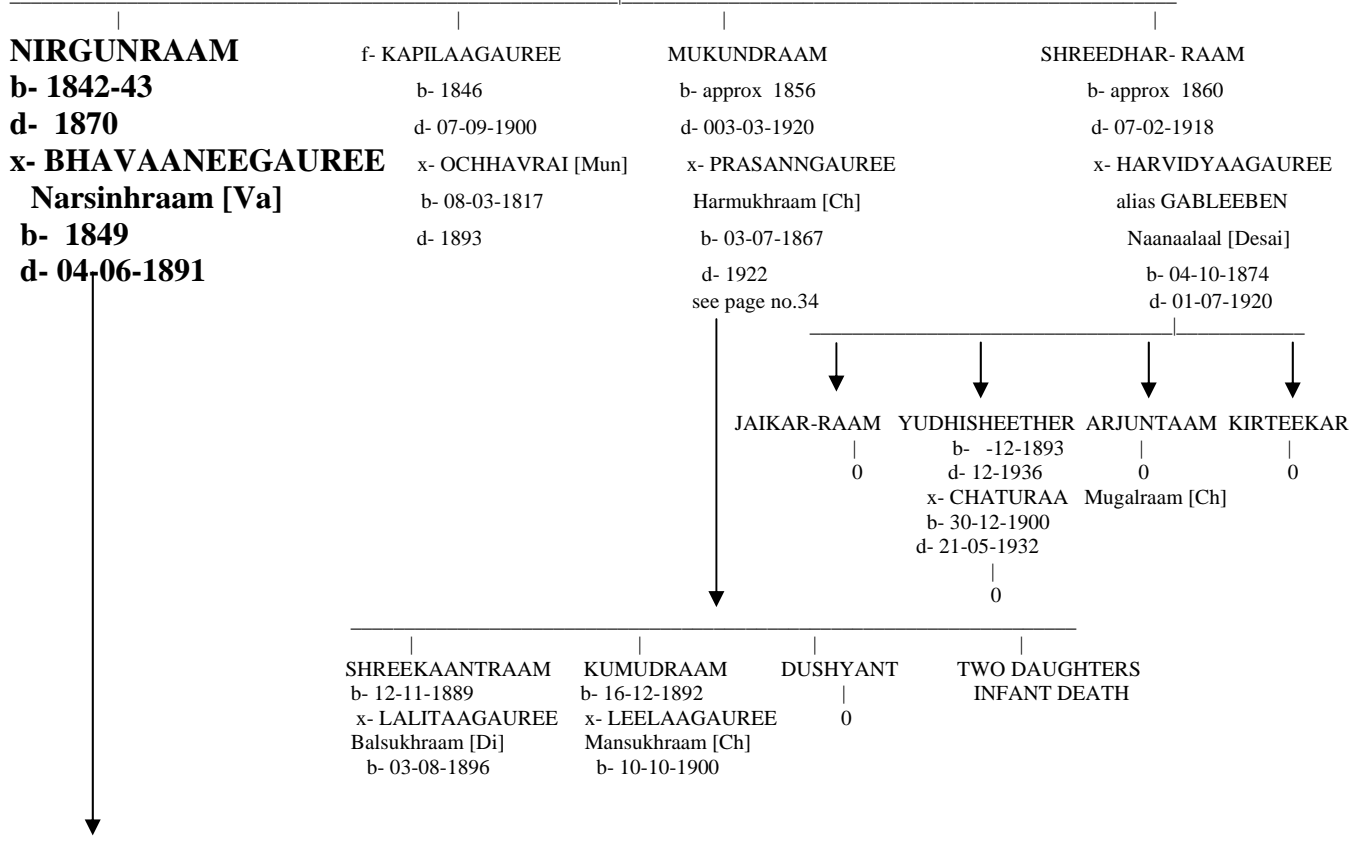 NIRGUNRAAM f- KAPILAAGAUREE MUKUNDRAAM SHREEDHAR- RAAM
b- 1842-43 b- 1846 b- approx 1856 b- approx 1860
d- 1870 d- 07-09-1900 d- 003-03-1920 d- 07-02-1918
x- BHAVAANEEGAUREE x- OCHHAVRAI [Mun] x- PRASANNGAUREE x- HARVIDYAAGAUREE
Narsinhraam [Va] b- 08-03-1817 Harmukhraam [Ch] alias GABLEEBEN
b- 1849 d- 1893 b- 03-07-1867 Naanaalaal [Desai]
d- 04-06-1891 d- 1922 b- 04-10-1874
see page no.34 d- 01-07-1920
JAIKAR-RAAM YUDHISHEETHER ARJUNTAAM KIRTEEKAR
b- -12-1893
0 d- 12-1936 0 0
x- CHATURAA Mugalraam [Ch]
b- 30-12-1900
d- 21-05-1932
0
SHREEKAANTRAAM KUMUDRAAM DUSHYANT TWO DAUGHTERS
b- 12-11-1889 b- 16-12-1892 INFANT DEATH
x- LALITAAGAUREE x- LEELAAGAUREE 0
Balsukhraam [Di] Mansukhraam [Ch]
b- 03-08-1896 b- 10-10-1900